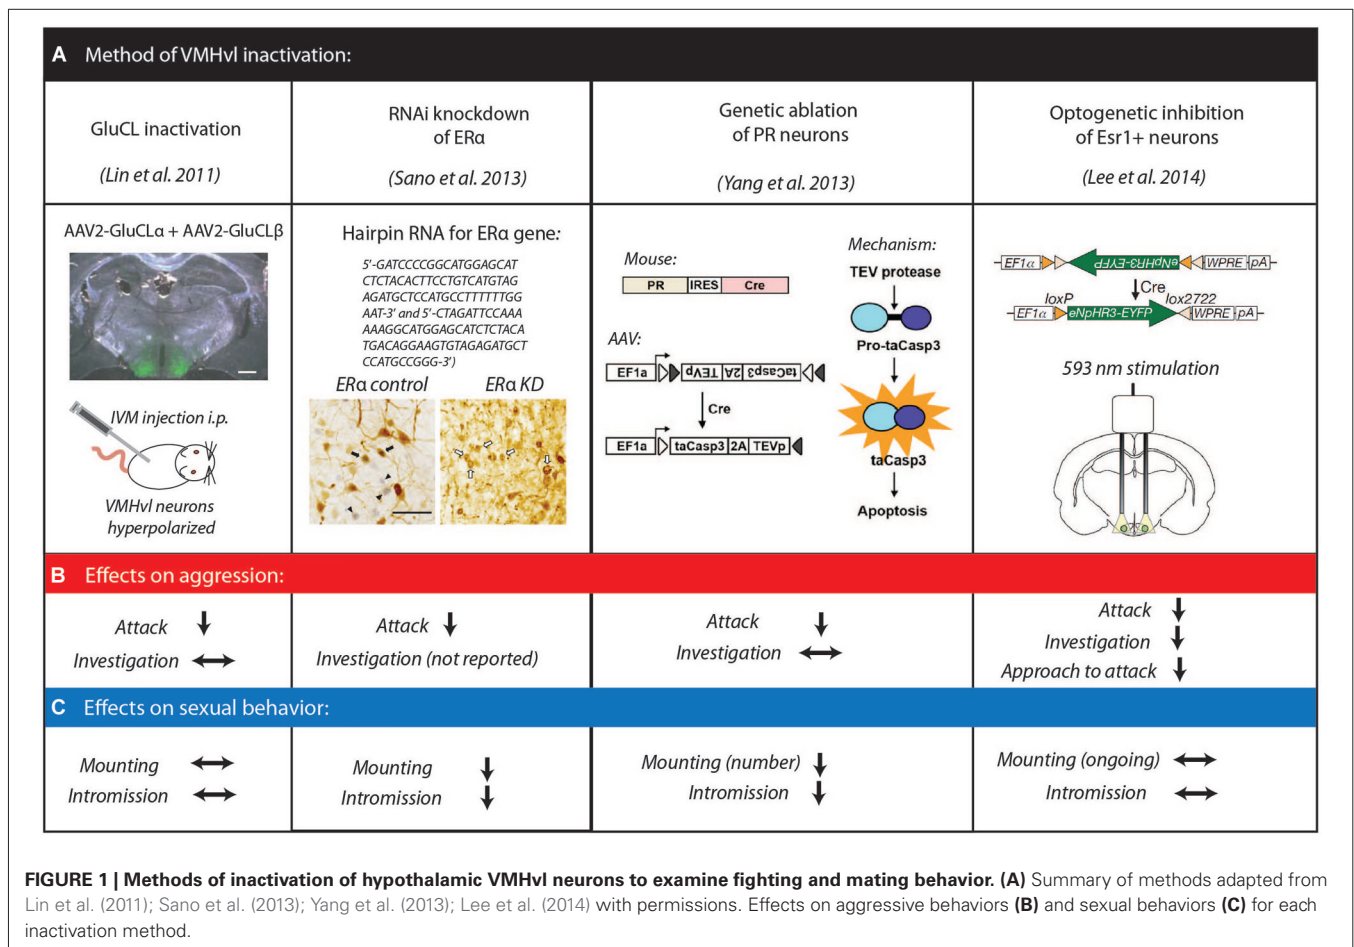 A Method of VMHvl inactivation:
GluCL inactivation
(Lin et al. 2011)
RNAi knockdown
of ERα
(Sano et al. 2013)
Genetic ablation
of PR neurons
(Yang et al. 2013)
Optogenetic inhibition
of Esr1+ neurons
(Lee et al. 2014)
AAV2-GluCLα + AAV2-GluCLβ
IVM injection i.p.
VMHvl neurons
hyperpolarized
Hairpin RNA for ERα gene:
5'-GATCCCCGGCATGGAGCAT
CTCTACACTTCCTGTCATGTAG
AGATGCTCCATGCCTTTTTTGG
AAT-3' and 5'-CTAGATTCCAAA
AAAGGCATGGAGCATCTCTACA
TGACAGGAAGTGTAGAGATGCT
CCATGCCGGG-3')
ERα control
ERα KD
Mouse:
PR IRES Cre
AAV:
EF1a TEVp 2A taCasp3
Cre
EF1a taCasp3 2A TEVp
Mechanism:
TEV protease
Pro-taCasp3
taCasp3
Apoptosis
EF1α eNpHR3-EYFP WPRE pA
Cre
loxP lox2722
EF1α eNpHR3-EYFP WPRE pA
593 nm stimulation
B Effects on aggression:
Attack
Investigation
Attack
Investigation (not reported)
Attack
Investigation
Attack
Investigation
Approach to attack
C Effects on sexual behavior:
Mounting
Intromission
Mounting
Intromission
Mounting (number)
Intromission
Mounting (ongoing)
Intromission
FIGURE 1 | Methods of inactivation of hypothalamic VMHvl neurons to examine fighting and mating behavior. (A) Summary of methods adapted from
Lin et al. (2011); Sano et al. (2013); Yang et al. (2013); Lee et al. (2014) with permissions. Effects on aggressive behaviors (B) and sexual behaviors (C) for each
inactivation method.